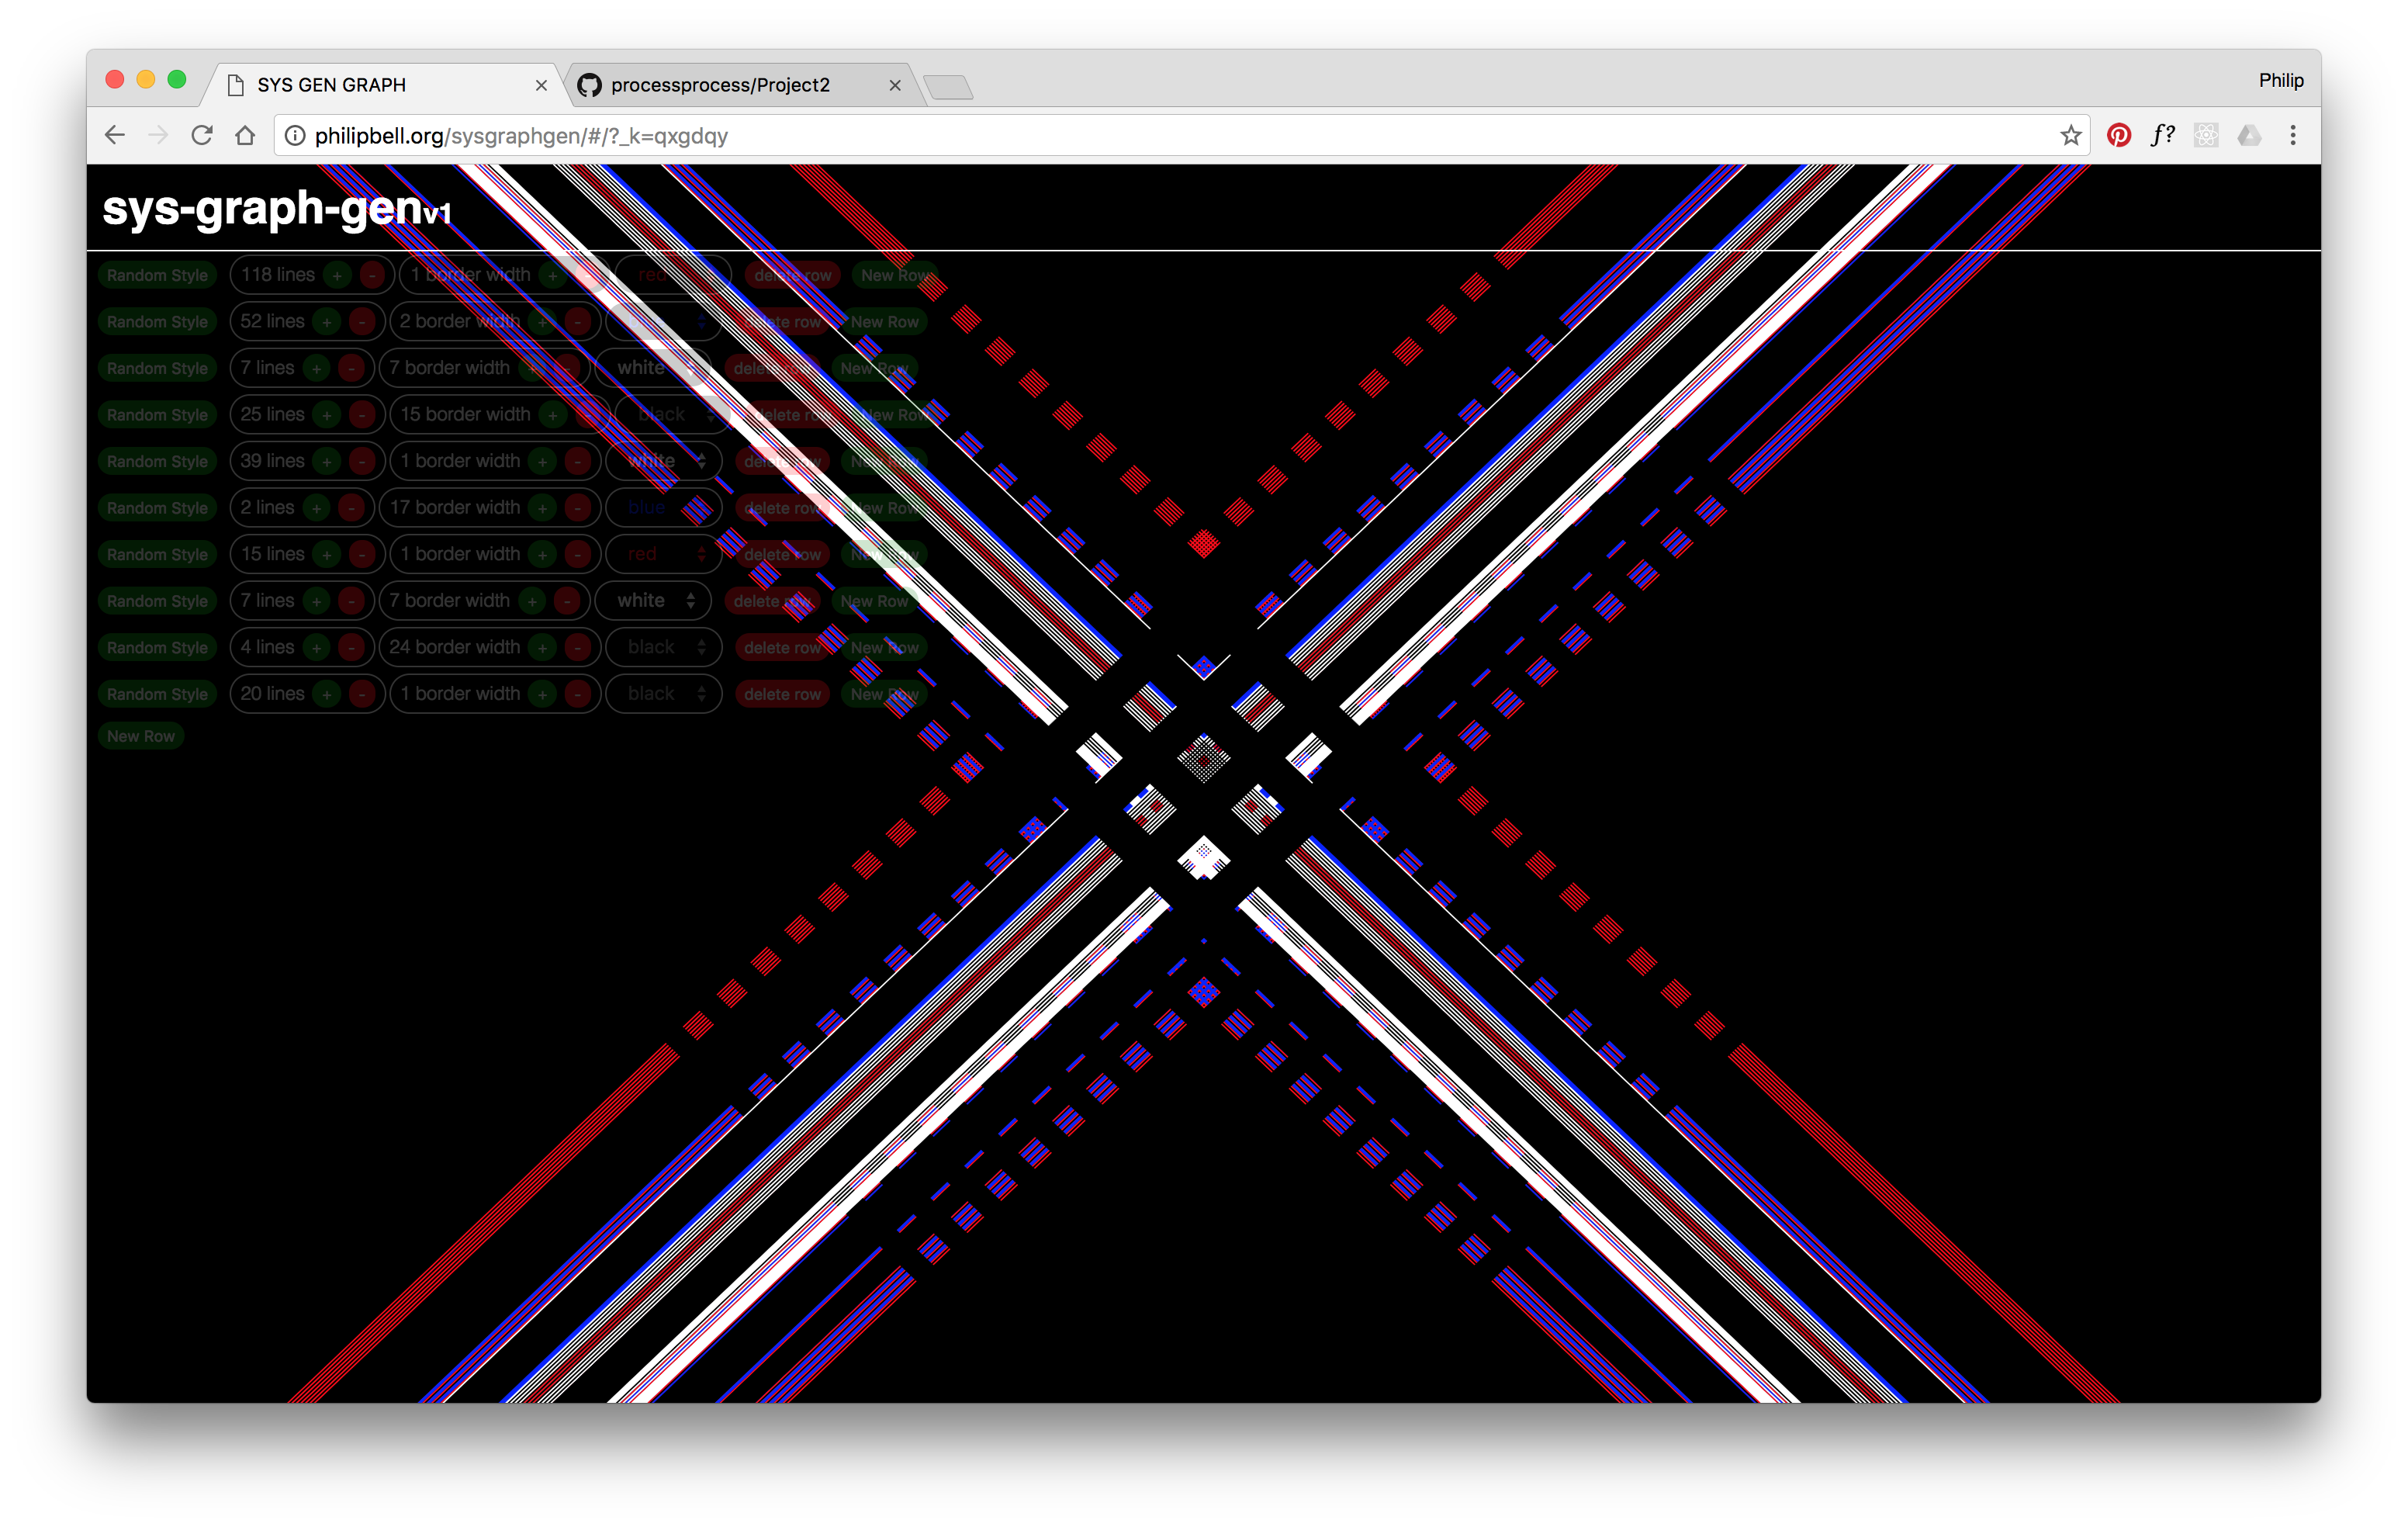 SYS GEN GRAPH × processprocess/Project2 × Philip
philipbell.org/sysgraphgen/#/?_k=qxgdqy f?
sys-graph-genv1
Random Style 118 lines + - 1 border width + - red delete row New Row
Random Style 52 lines + - 2 border width + - delete row New Row
Random Style 7 lines + - 7 border width + - white delete row New Row
Random Style 25 lines + - 15 border width + - black delete row New Row
Random Style 39 lines + - 1 border width + - white delete row New Row
Random Style 2 lines + - 17 border width + - blue delete row New Row
Random Style 15 lines + - 1 border width + - red delete row New Row
Random Style 7 lines + - 7 border width + - white delete row New Row
Random Style 4 lines + - 24 border width + - black delete row New Row
Random Style 20 lines + - 1 border width + - black delete row New Row
New Row